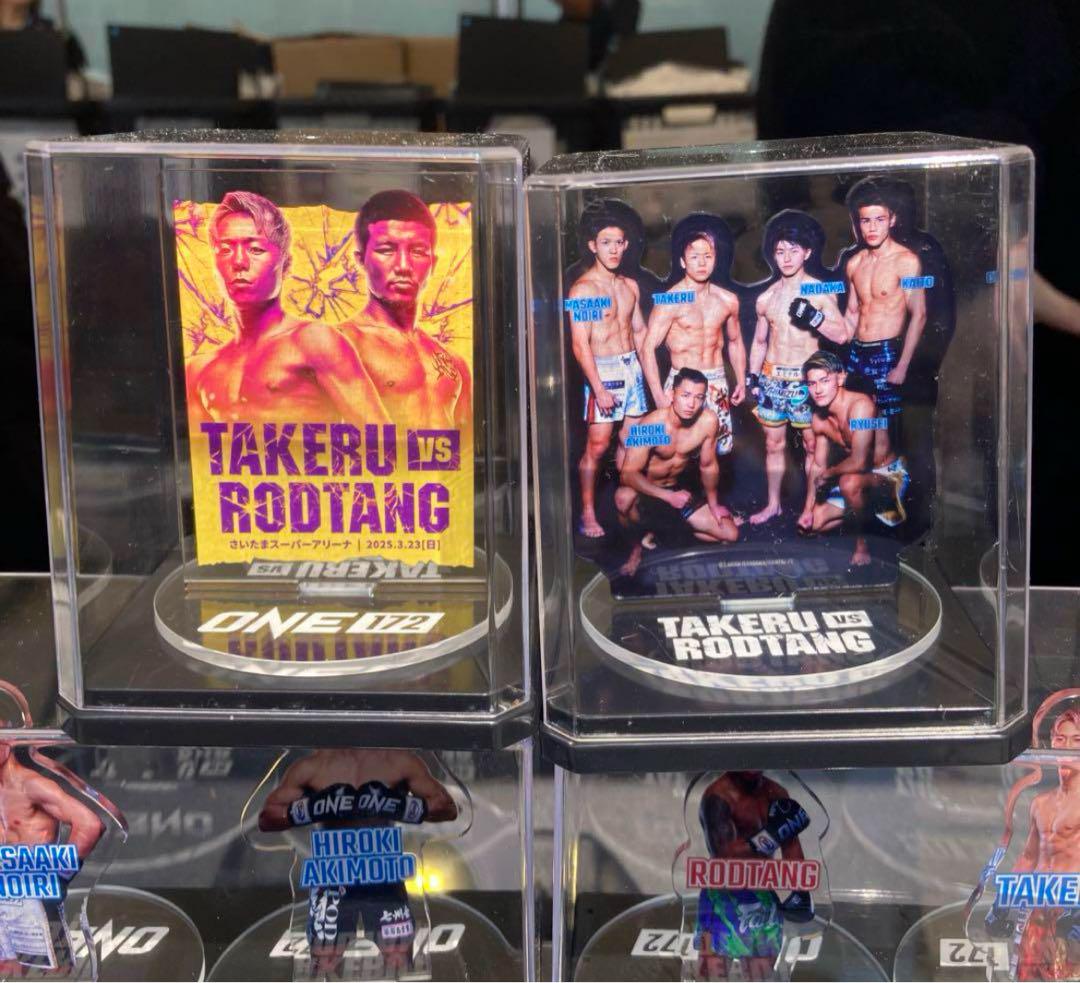 TAKERU VS
RODTANG
さいたまスーパーアリーナ | 2025.3.23[日]
ONE 172
MASAAKI
NOIRI
TAKERU
NADAKA
KAITO
HIROKI
AKIMOTO
RYUSEI
TAKERU VS
RODTANG
SAAKI
NOIRI
ONE ONE
HIROKI
AKIMOTO
ONE
RODTANG
TAKE